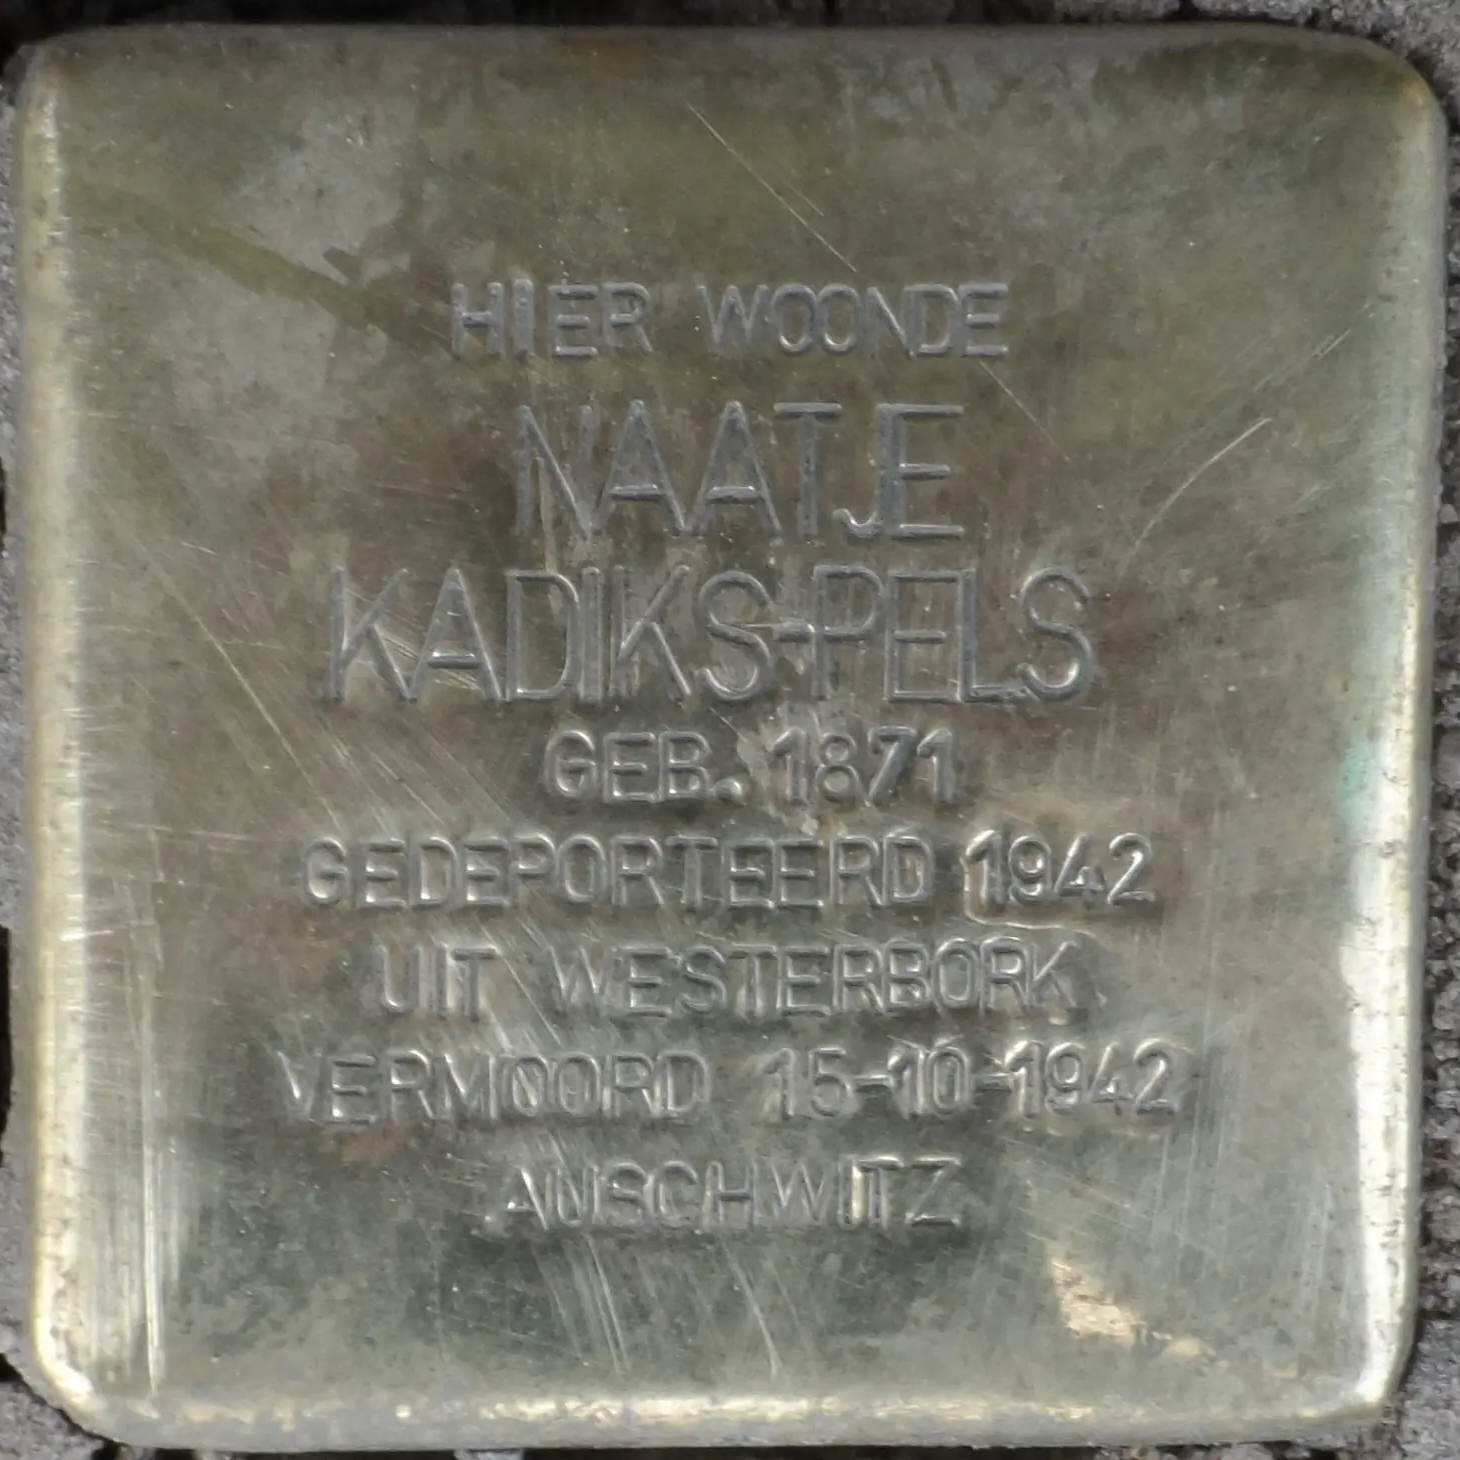 HIER WOONDE
NAATJE
KADIKS-PELS
GEB. 1871
GEDEPORTEERD 1942
UIT WESTERBORK
VERMOORD 15-10-1942
AUSCHWITZ